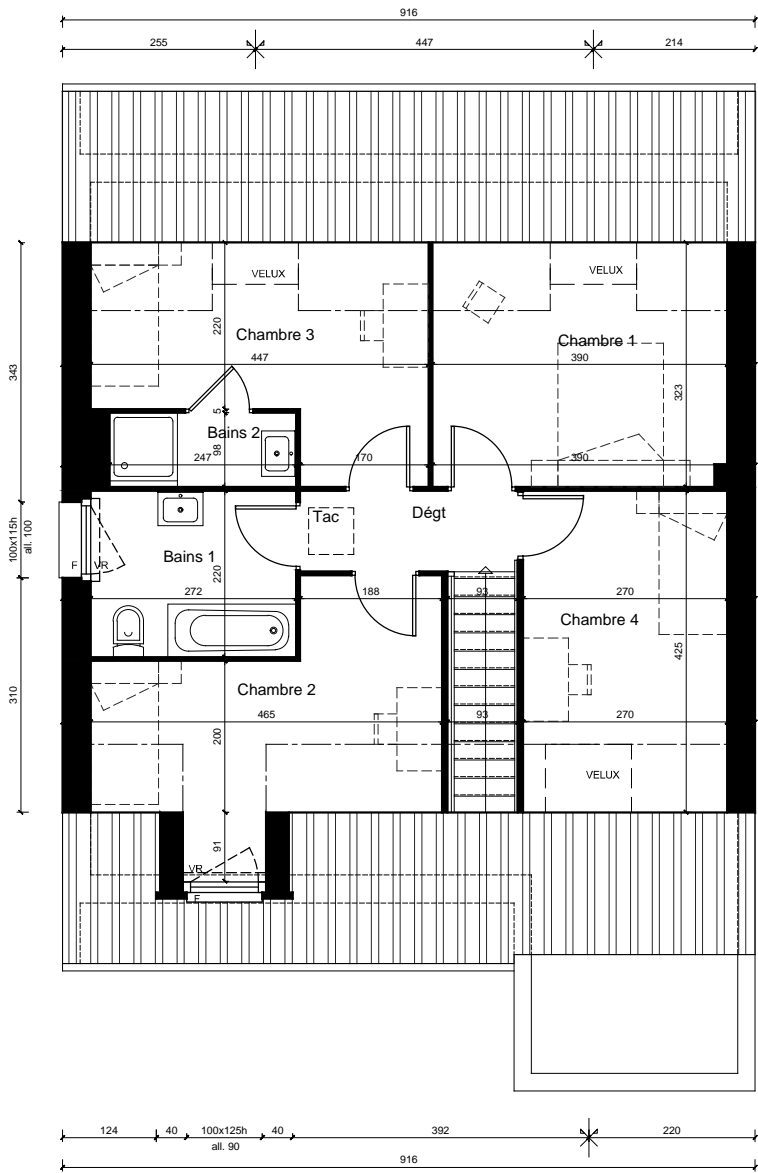 916
255 447 214
VELUX VELUX
220
Chambre 3 Chambre 1
447 390
323
343
5
Bains 2
98
247 170 390
100x115h
all. 100
Tac Dégt
F VR
Bains 1
220
272 188 93 270
Chambre 4
425
310
Chambre 2
465 93 270
200
VELUX
91
VR
F
124 40 100x125h 40 392 220
all. 90
916